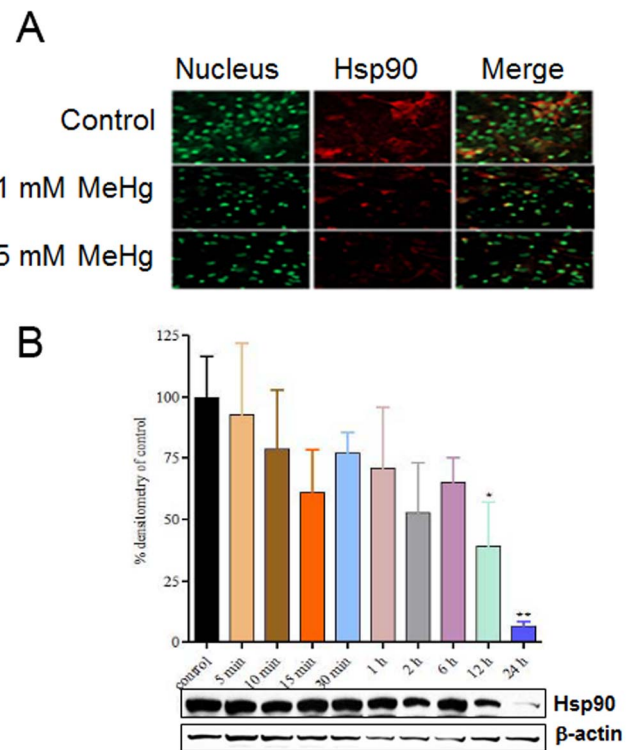 A
Nucleus Hsp90 Merge
Control
1 mM MeHg
5 mM MeHg
B
% densitometry of control
125
100
75
50
25
0
*
**
control 5 min 10 min 15 min 30 min 1 h 2 h 6 h 12 h 24 h
Hsp90
β-actin